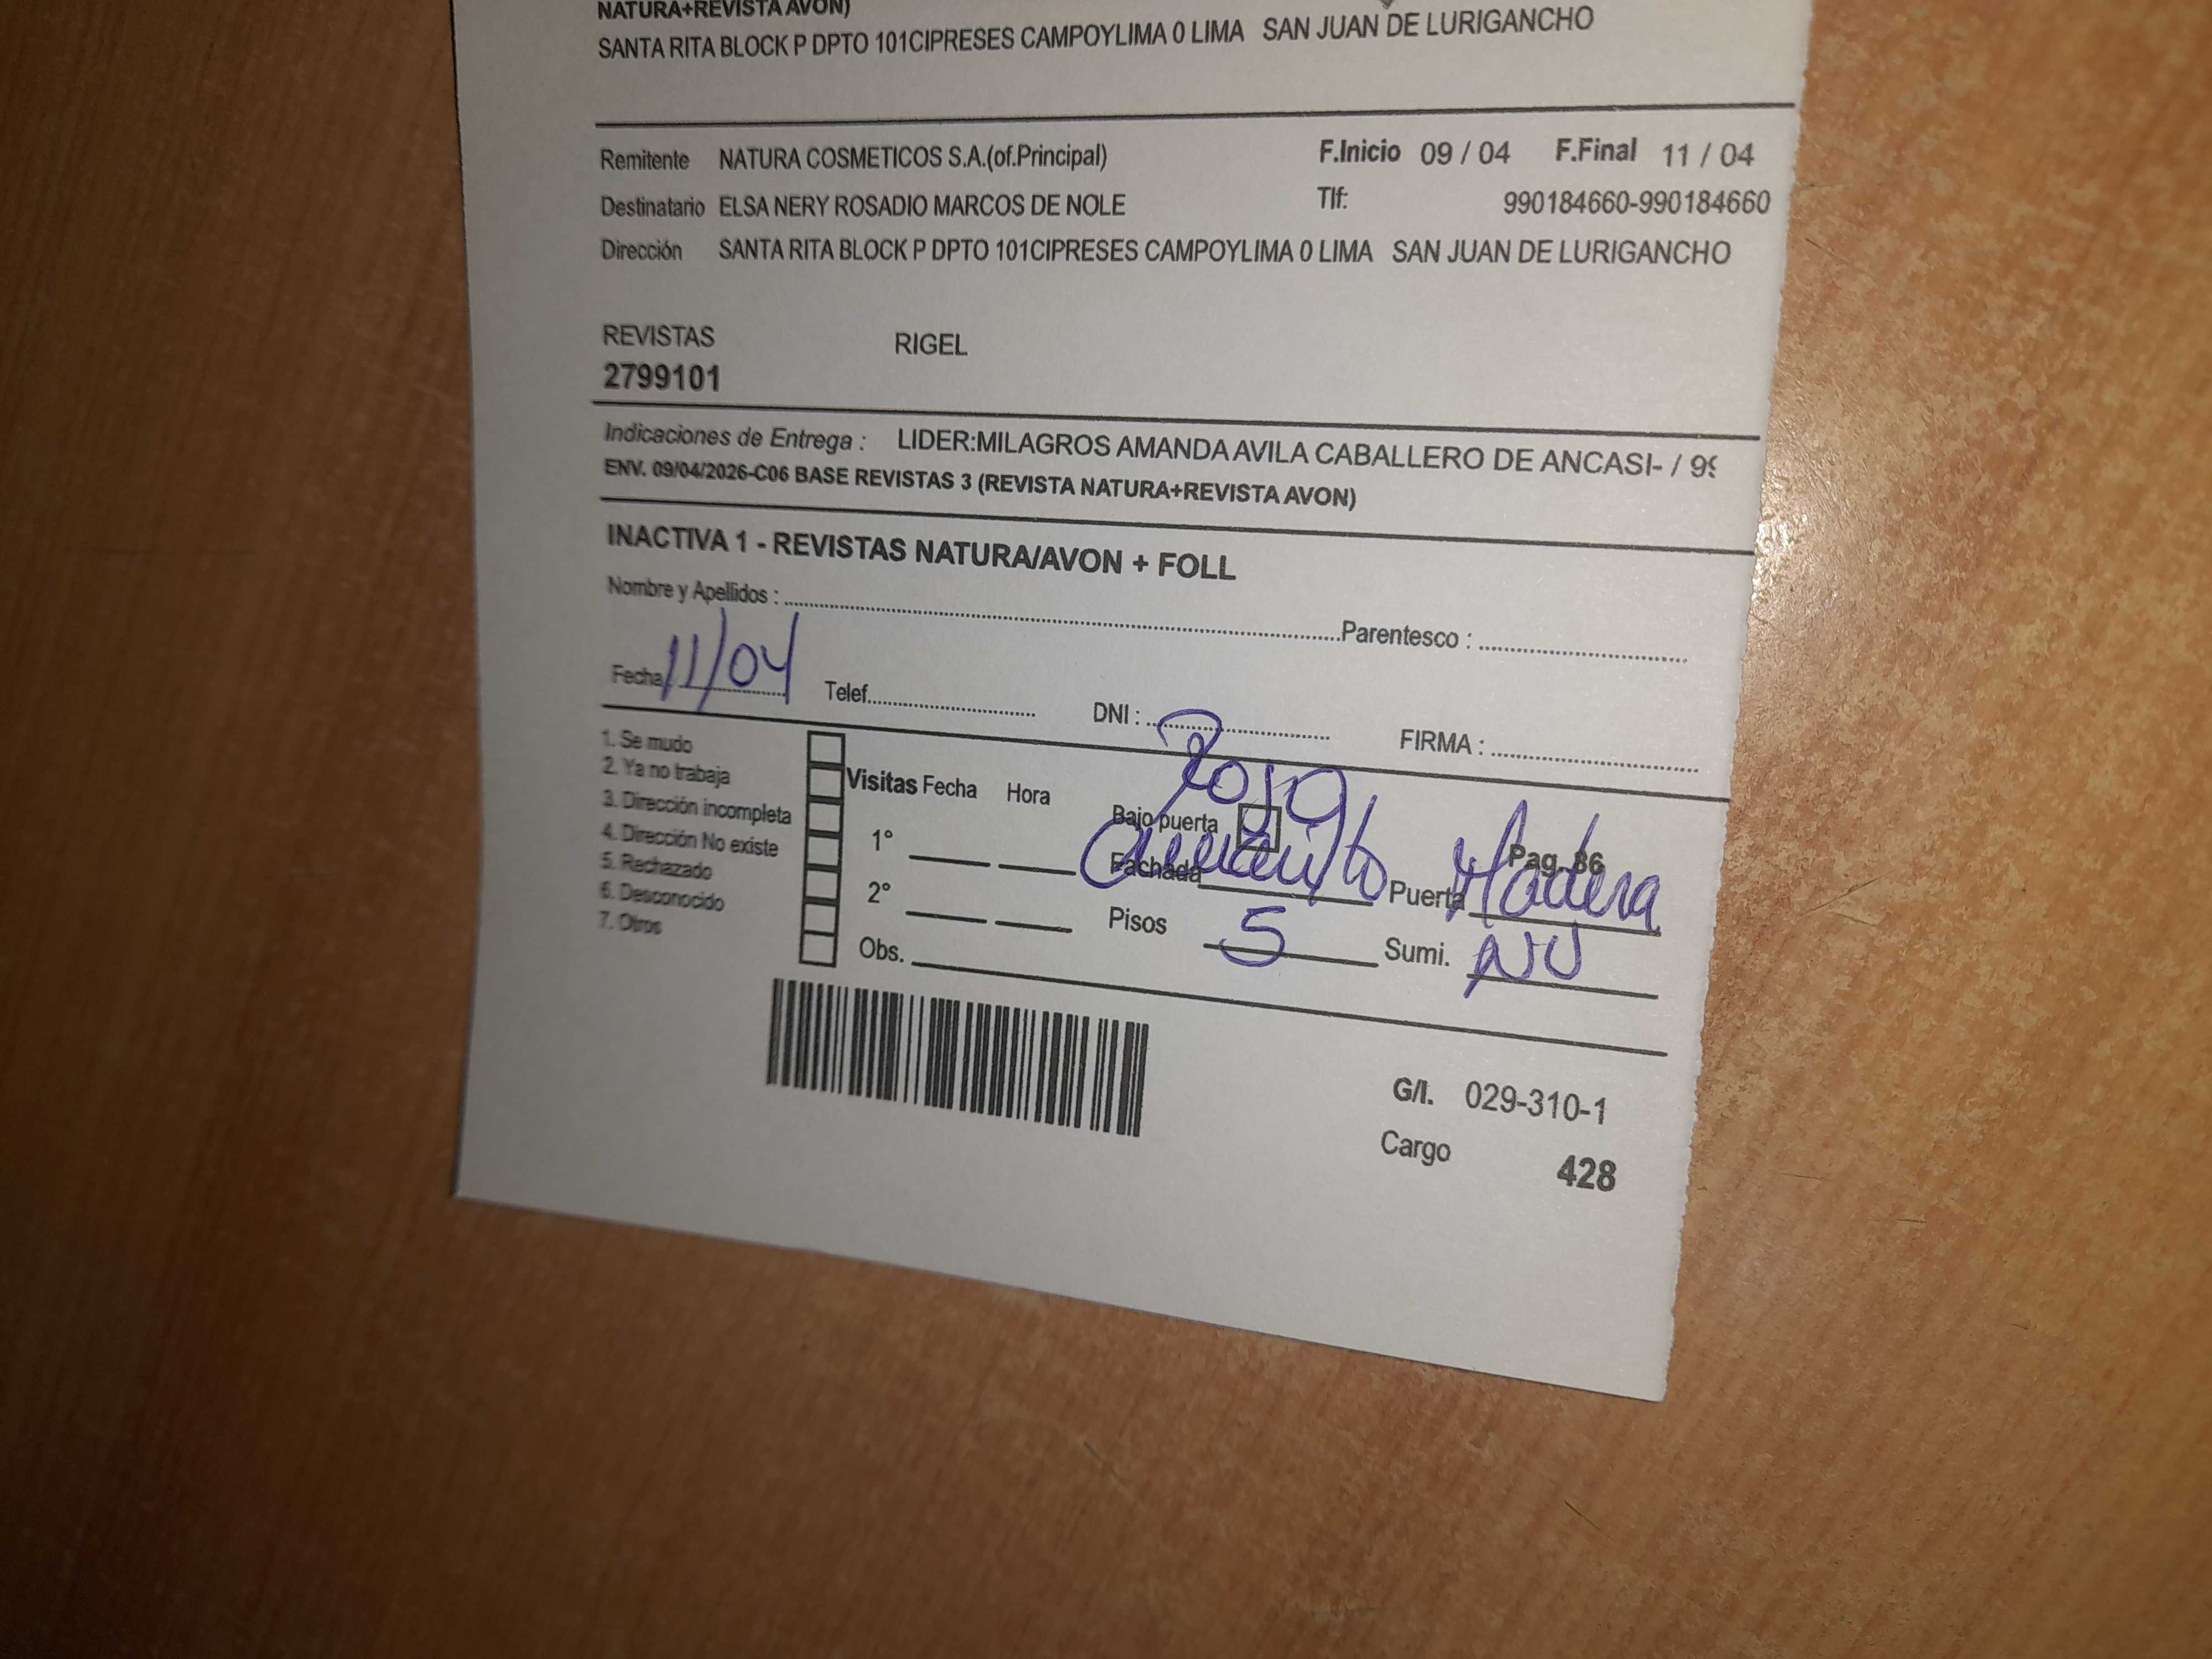 NATURA+REVISTA AVON)
SANTA RITA BLOCK P DPTO 101CIPRESES CAMPOYLIMA 0 LIMA SAN JUAN DE LURIGANCHO
Remitente NATURA COSMETICOS S.A.(of.Principal) F.Inicio 09 / 04 F.Final 11 / 04
Destinatario ELSA NERY ROSADIO MARCOS DE NOLE Tlf: 990184660-990184660
Dirección SANTA RITA BLOCK P DPTO 101CIPRESES CAMPOYLIMA 0 LIMA SAN JUAN DE LURIGANCHO
REVISTAS RIGEL
2799101
Indicaciones de Entrega : LIDER:MILAGROS AMANDA AVILA CABALLERO DE ANCASI- / 99
ENV. 09/04/2026-C06 BASE REVISTAS 3 (REVISTA NATURA+REVISTA AVON)
INACTIVA 1 - REVISTAS NATURA/AVON + FOLL
Nombre y Apellidos : Parentesco :
Fecha 11/04 Telef. DNI : FIRMA :
1. Se mudo
2. Ya no trabaja
3. Dirección incompleta
4. Dirección No existe
5. Rechazado
6. Desconocido
7. Otros
Visitas Fecha Hora
1°
2°
Obs.
Rojo
Bajo puerta
Pag. 86
Fachada Amarillo Puerta Madera
Pisos 5 Sumi. NV
G/I. 029-310-1
Cargo 428